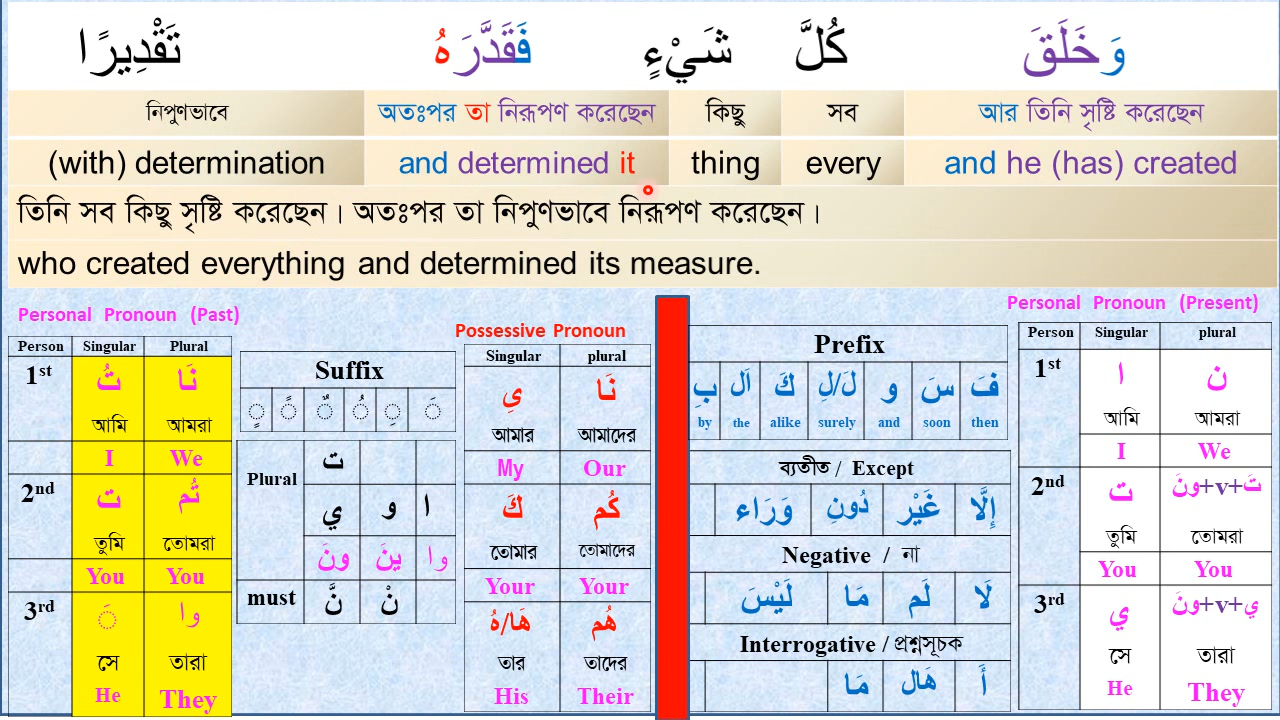 وَخَلَقَ كُلَّ شَيْءٍ فَقَدَّرَهُ تَقْدِيرًا
নিপুণভাবে অতঃপর তা নিরূপণ করেছেন কিছু সব আর তিনি সৃষ্টি করেছেন
(with) determination and determined it thing every and he (has) created
তিনি সব কিছু সৃষ্টি করেছেন। অতঃপর তা নিপুণভাবে নিরূপণ করেছেন।
who created everything and determined its measure.
Personal Pronoun (Past)
Person Singular Plural
1st تُ نَا
আমি আমরা
I We
2nd ت تُم
তুমি তোমরা
You You
3rd َ وا
সে তারা
He They
Suffix
ٍ ً ٌ ُ ِ َ
Plural ت
ي و ا
ونَ ينَ وا
must نَّ نْ
Possessive Pronoun
Singular plural
يِ نَا
আমার আমাদের
My Our
كَ كُم
তোমার তোমাদের
Your Your
هَا/هُ هُم
তার তাদের
His Their
Prefix
بِ اَل كَ لَ/لِ و سَ فَ
by the alike surely and soon then
ব্যতীত / Except
وَرَاء دُونِ غَيْر إِلَّا
Negative / না
لَيْسَ مَا لَم لَا
Interrogative / প্রশ্নসূচক
مَا هَال أَ
Personal Pronoun (Present)
Person Singular plural
1st ا ن
আমি আমরা
I We
2nd ت تَ+v+ونَ
তুমি তোমরা
You You
3rd ي ي+v+ونَ
সে তারা
He They